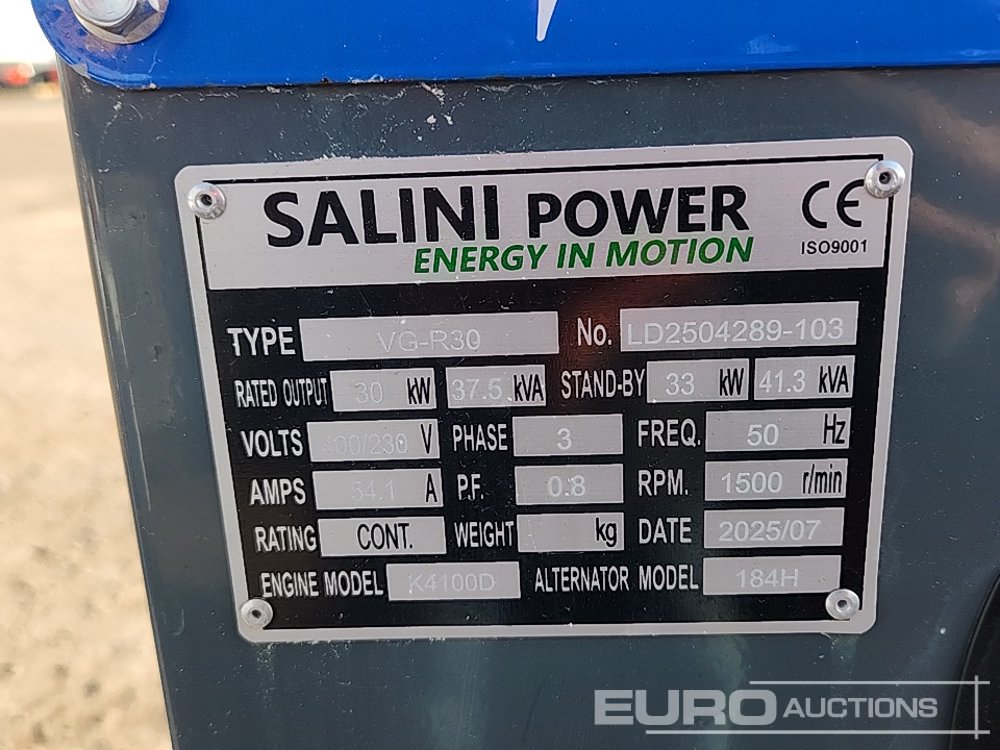 SALINI POWER CE
ENERGY IN MOTION ISO9001
TYPE VG-R30 No. LD2504289-103
RATED OUTPUT 30 kW 37.5 kVA STAND-BY 33 kW 41.3 kVA
VOLTS 400/230 V PHASE 3 FREQ. 50 Hz
AMPS 54.1 A P.F. 0.8 RPM. 1500 r/min
RATING CONT. WEIGHT kg DATE 2025/07
ENGINE MODEL K4100D ALTERNATOR MODEL 184H
EURO AUCTIONS